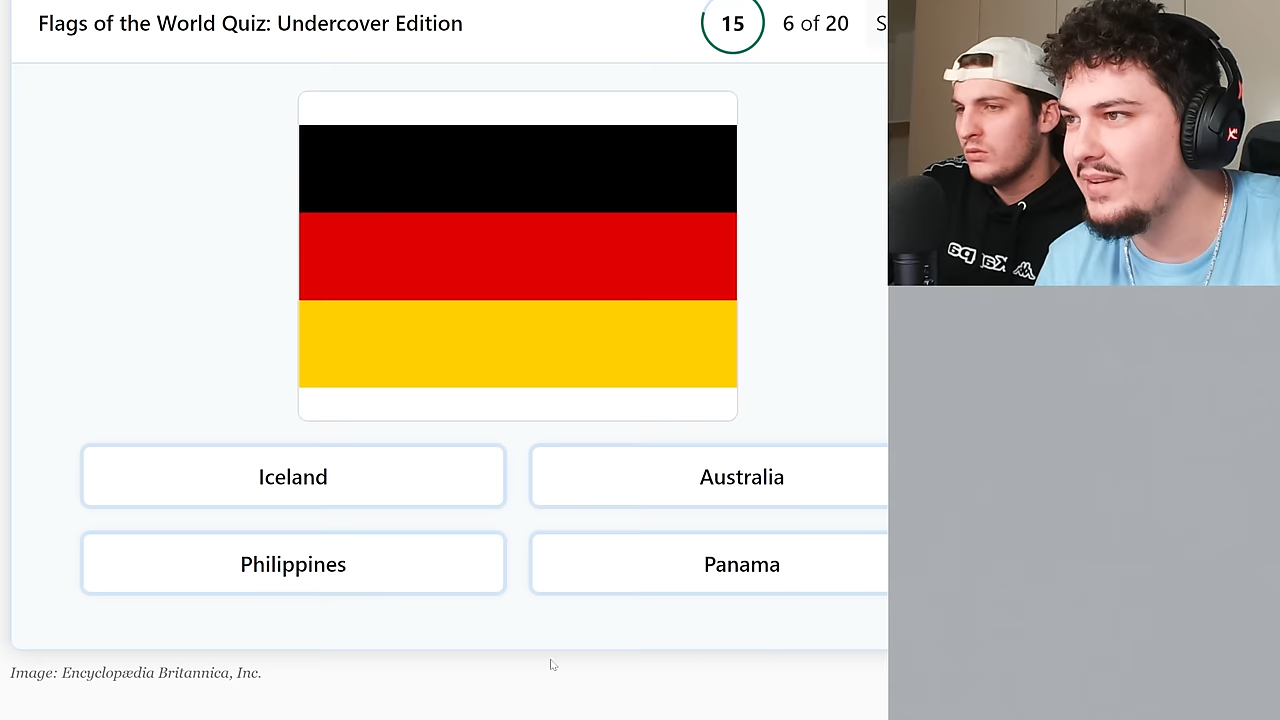 Flags of the World Quiz: Undercover Edition
15
6 of 20
S
Iceland
Australia
Philippines
Panama
Image: Encyclopædia Britannica, Inc.